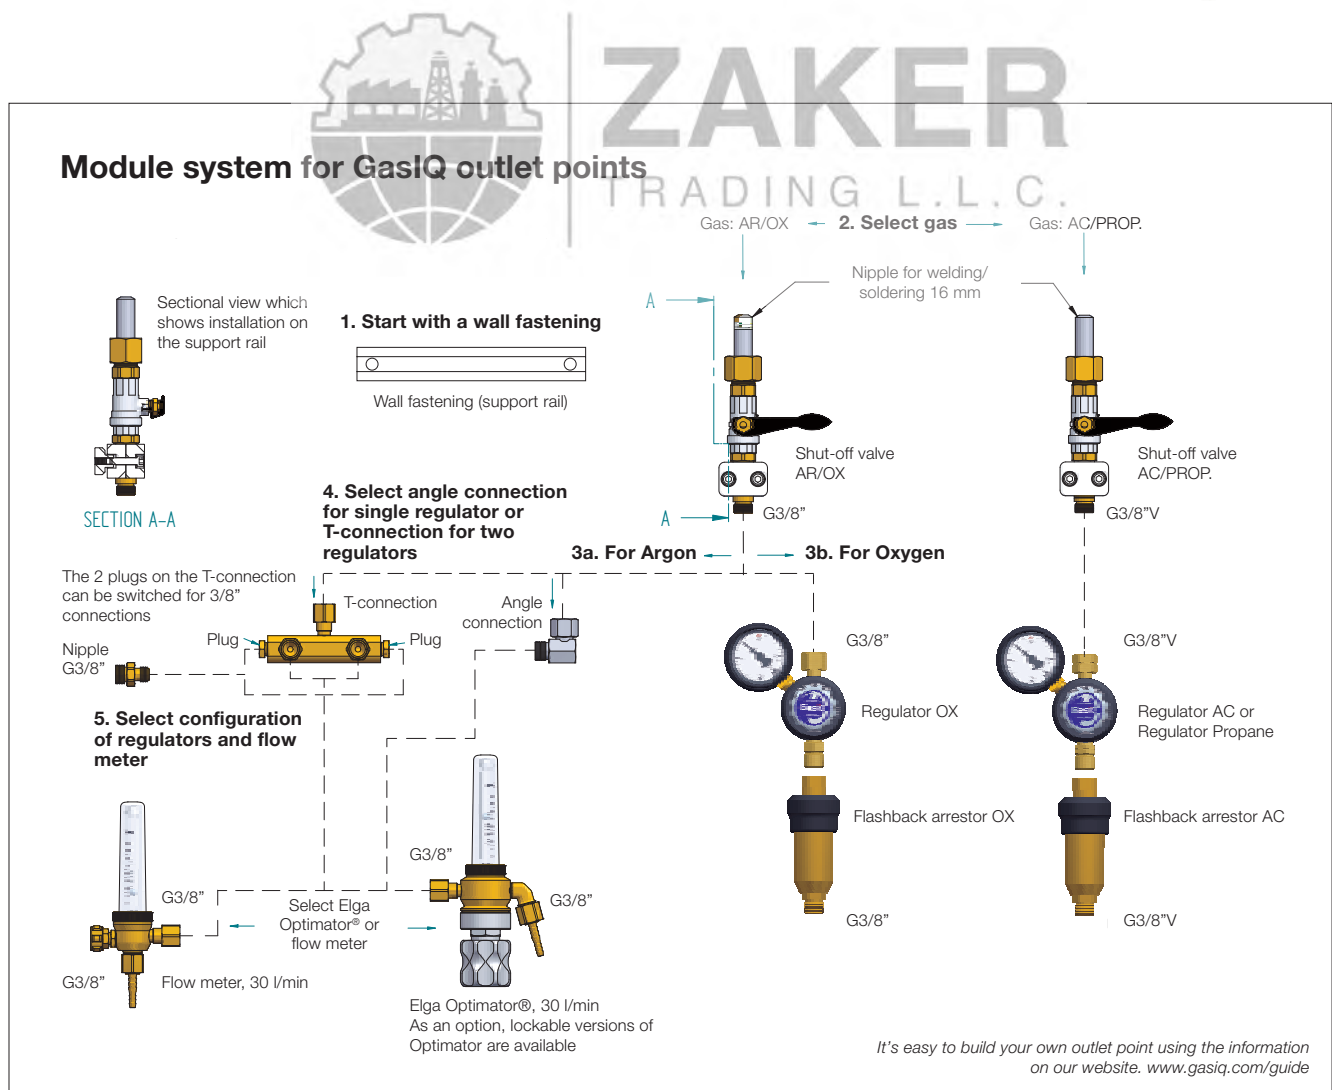 ZAKER
TRADING L.L.C.
Module system for GasIQ outlet points
Gas: AR/OX
2. Select gas
Gas: AC/PROP.
Nipple for welding/
soldering 16 mm
Sectional view which
shows installation on
the support rail
1. Start with a wall fastening
Wall fastening (support rail)
A
Shut-off valve
AR/OX
Shut-off valve
AC/PROP.
SECTION A-A
A
G3/8"
G3/8"V
4. Select angle connection
for single regulator or
T-connection for two
regulators
3a. For Argon
3b. For Oxygen
The 2 plugs on the T-connection
can be switched for 3/8"
connections
T-connection
Angle
connection
Plug
Plug
Nipple
G3/8"
G3/8"
G3/8"V
5. Select configuration
of regulators and flow
meter
Regulator OX
Regulator AC or
Regulator Propane
Flashback arrestor OX
Flashback arrestor AC
G3/8"
G3/8"
G3/8"
Select Elga
Optimator® or
flow meter
G3/8"
G3/8"V
G3/8"
Flow meter, 30 l/min
Elga Optimator®, 30 l/min
As an option, lockable versions of
Optimator are available
It's easy to build your own outlet point using the information
on our website. www.gasiq.com/guide